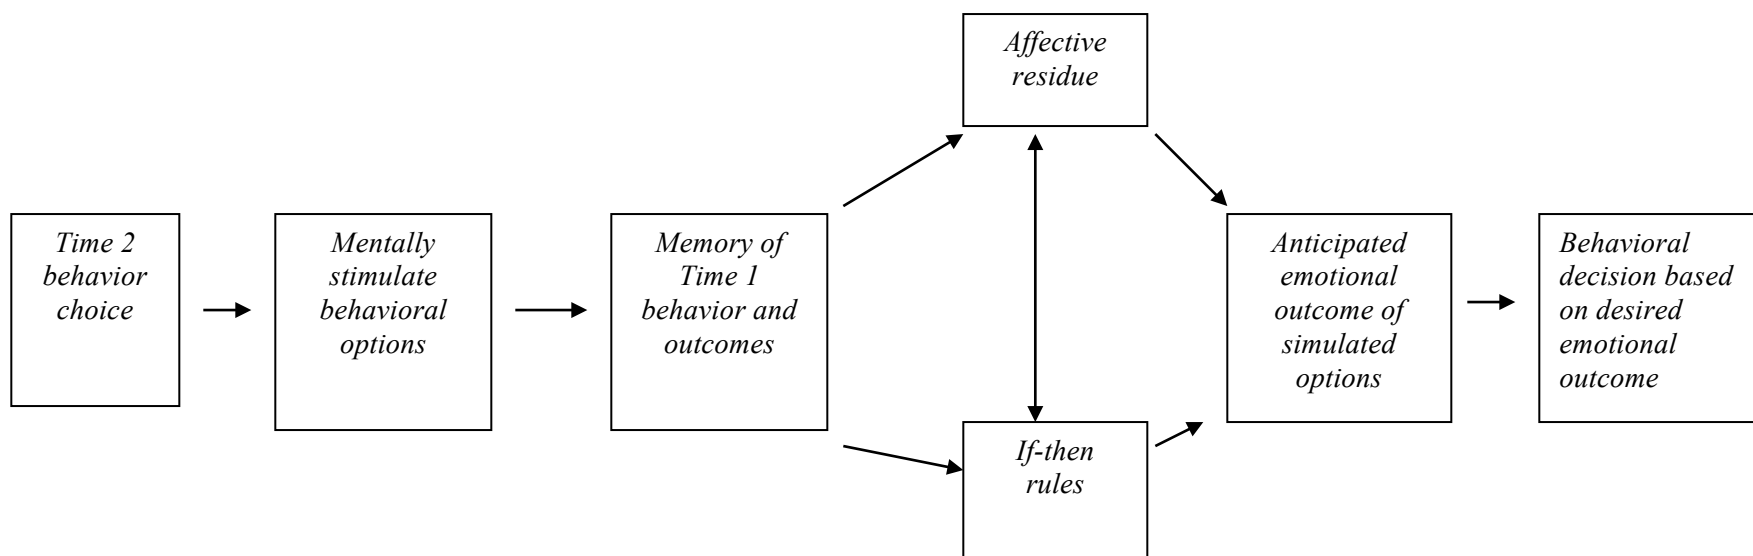 Time 2
behavior
choice
Mentally
stimulate
behavioral
options
Memory of
Time 1
behavior and
outcomes
Affective
residue
If-then
rules
Anticipated
emotional
outcome of
simulated
options
Behavioral
decision based
on desired
emotional
outcome